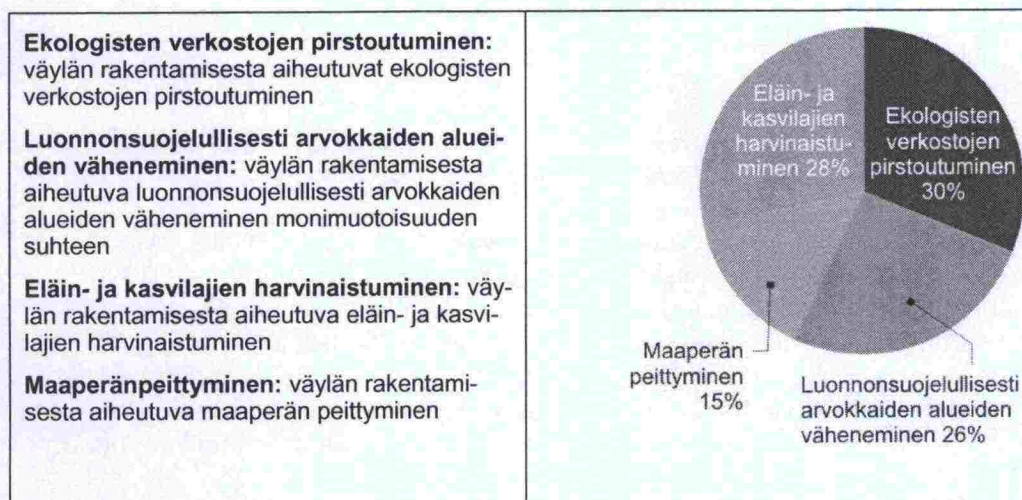 Ekologisten verkostojen pirstoutuminen:
väylän rakentamisesta aiheutuvat ekologisten
verkostojen pirstoutuminen
Luonnonsuojelullisesti arvokkaiden aluei-
den väheneminen: väylän rakentamisesta
aiheutuva luonnonsuojelullisesti arvokkaiden
alueiden väheneminen monimuotoisuuden
suhteen
Eläin- ja kasvilajien harvinaistuminen: väy-
län rakentamisesta aiheutuva eläin- ja kasvi-
lajien harvinaistuminen
Maaperänpeittyminen: väylän rakentami-
sesta aiheutuva maaperän peittyminen
Eläin- ja
kasvilajien
harvinaistu-
minen 28%
Ekologisten
verkostojen
pirstoutuminen
30%
Maaperän
peittyminen
15%
Luonnonsuojelullisesti
arvokkaiden alueiden
väheneminen 26%